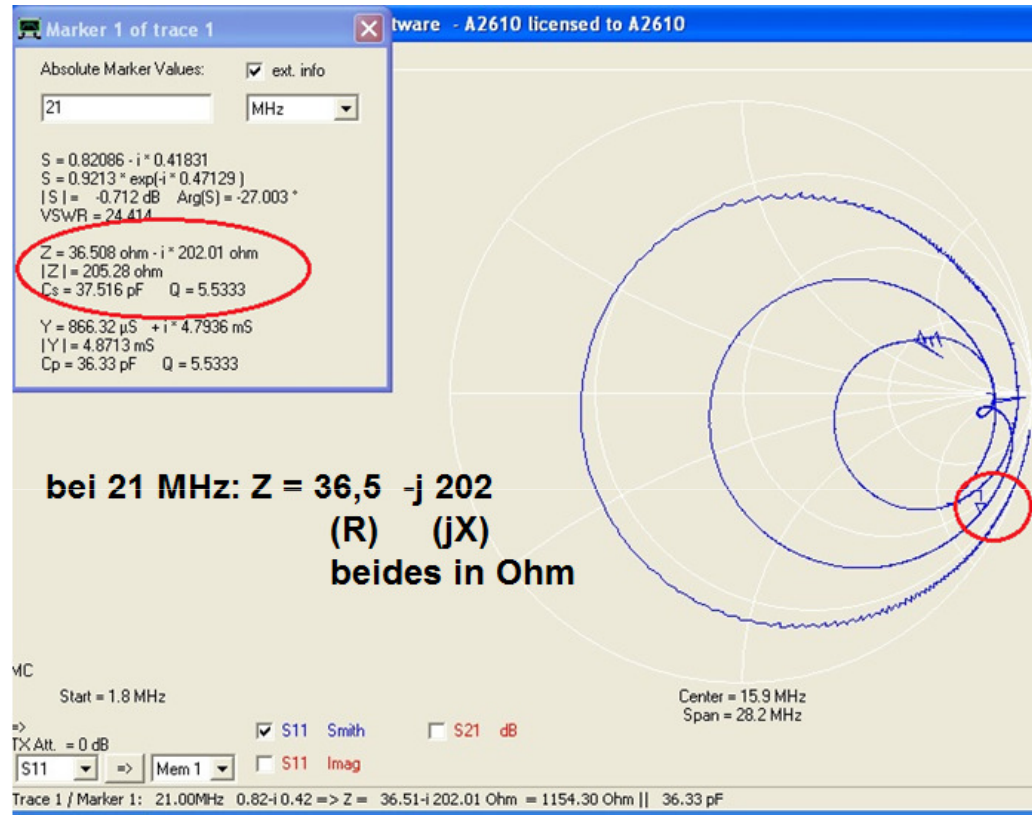 Marker 1 of trace 1
tware - A2610 licensed to A2610
Absolute Marker Values:
ext. info
21
MHz
S = 0.82086 - i * 0.41831
S = 0.9213 * exp(-i * 0.47129 )
| S | = -0.712 dB Arg(S) = -27.003 °
VSWR = 24.414
Z = 36.508 ohm - i * 202.01 ohm
| Z | = 205.28 ohm
Cs = 37.516 pF Q = 5.5333
Y = 866.32 µS + i * 4.7936 mS
| Y | = 4.8713 mS
Cp = 36.33 pF Q = 5.5333
bei 21 MHz: Z = 36,5 -j 202
(R) (jX)
beides in Ohm
MC
Start = 1.8 MHz
Center = 15.9 MHz
Span = 28.2 MHz
=>
TX Att. = 0 dB
S11 Smith
S21 dB
S11
=>
Mem 1
S11 Imag
Trace 1 / Marker 1: 21.00MHz 0.82-i 0.42 => Z = 36.51-i 202.01 Ohm = 1154.30 Ohm || 36.33 pF